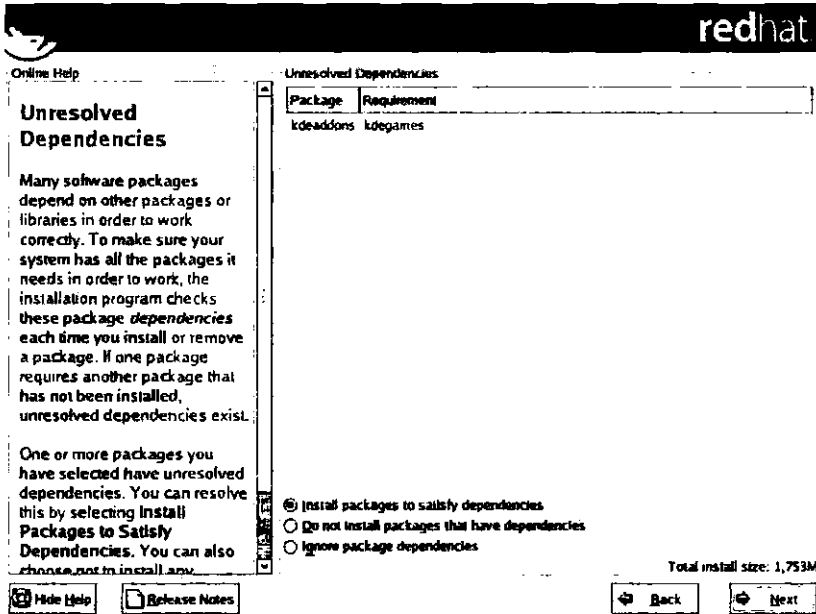 redhat
Online Help
Unresolved
Dependencies
Many software packages
depend on other packages or
libraries in order to work
correctly. To make sure your
system has all the packages it
needs in order to work, the
installation program checks
these package dependencies
each time you install or remove
a package. If one package
requires another package that
has not been installed,
unresolved dependencies exist.
One or more packages you
have selected have unresolved
dependencies. You can resolve
this by selecting Install
Packages to Satisfy
Dependencies. You can also
choose not to install any
Unresolved Dependencies
Package Requirement
kdeaddons kdegames
Install packages to satisfy dependencies
Do not install packages that have dependencies
Ignore package dependencies
Total install size: 1,753M
Hide Help
Release Notes
Back
Next